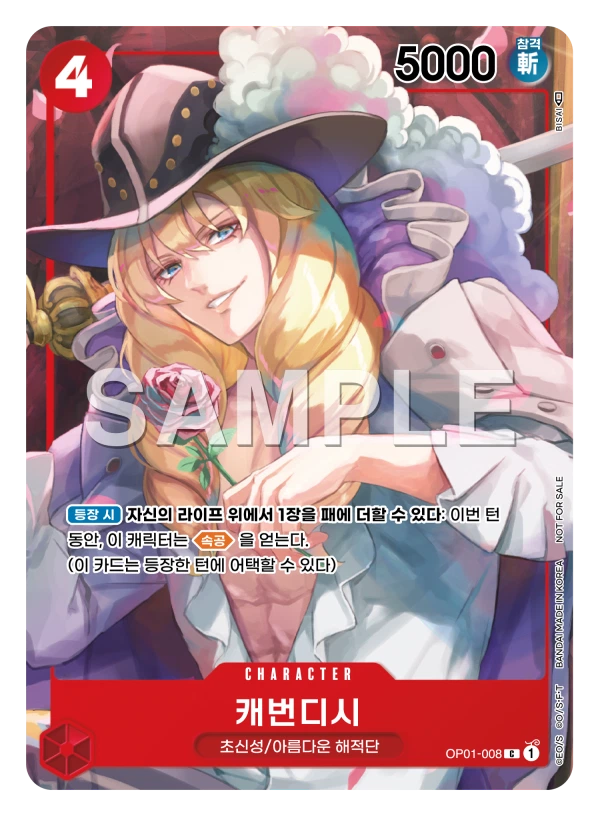 4
5000
참격
斬
BISAI
SAMPLE
등장 시 자신의 라이프 위에서 1장을 패에 더할 수 있다: 이번 턴
동안, 이 캐릭터는 속공 을 얻는다.
(이 카드는 등장한 턴에 어택할 수 있다)
CHARACTER
캐번디시
초신성/아름다운 해적단
OP01-008 C 1
©EO/S ©O/S·F·T BANDAI MADE IN KOREA NOT FOR SALE